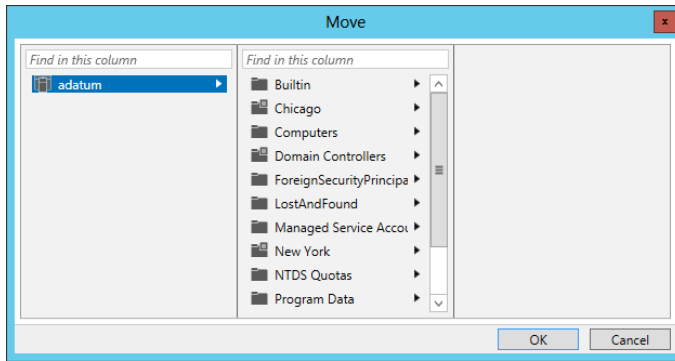 Move
x
Find in this column
Find in this column
adatum
Builtin
Chicago
Computers
Domain Controllers
ForeignSecurityPrincipa
LostAndFound
Managed Service Accou
New York
NTDS Quotas
Program Data
OK
Cancel